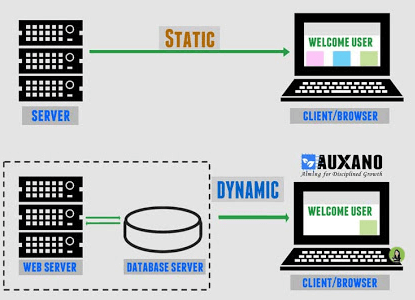 STATIC
WELCOME USER
SERVER
CLIENT/BROWSER
AUXANO
Aiming for Disciplined Growth
DYNAMIC
WELCOME USER
WEB SERVER
DATABASE SERVER
CLIENT/BROWSER